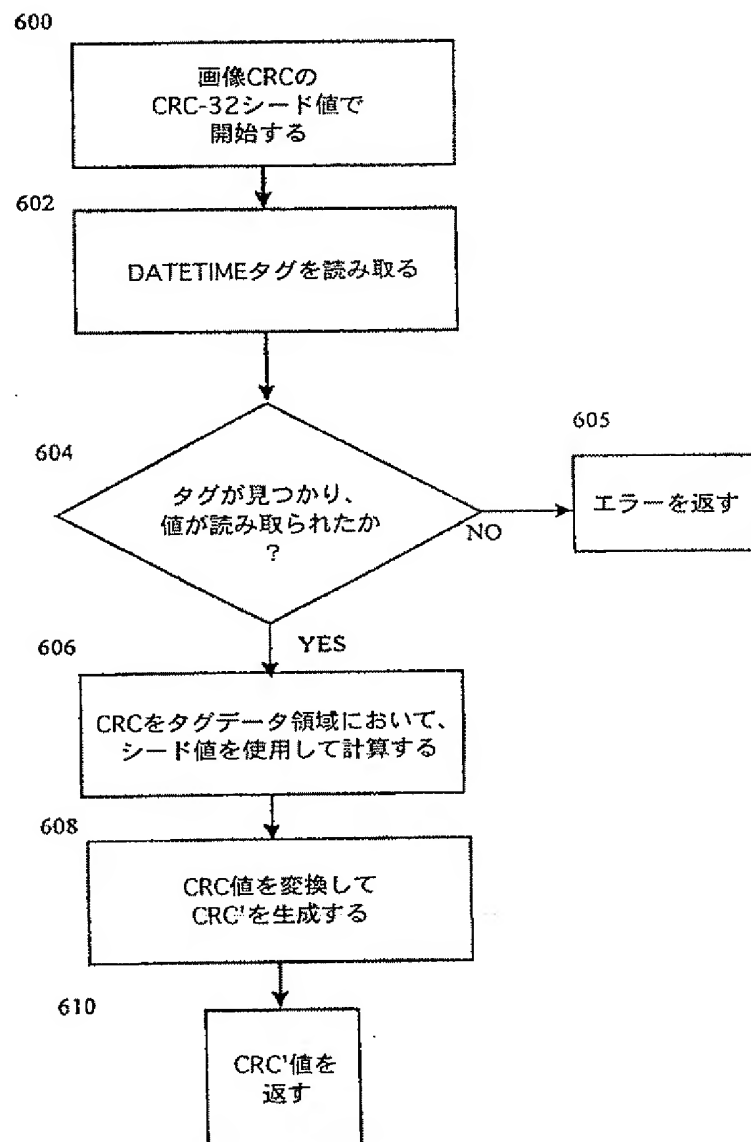 600
画像CRCの
CRC-32シード値で
開始する
602
DATETIMEタグを読み取る
604
タグが見つかり、
値が読み取られたか
?
605
エラーを返す
NO
YES
606
CRCをタグデータ領域において、
シード値を使用して計算する
608
CRC値を変換して
CRC'を生成する
610
CRC'値を
返す